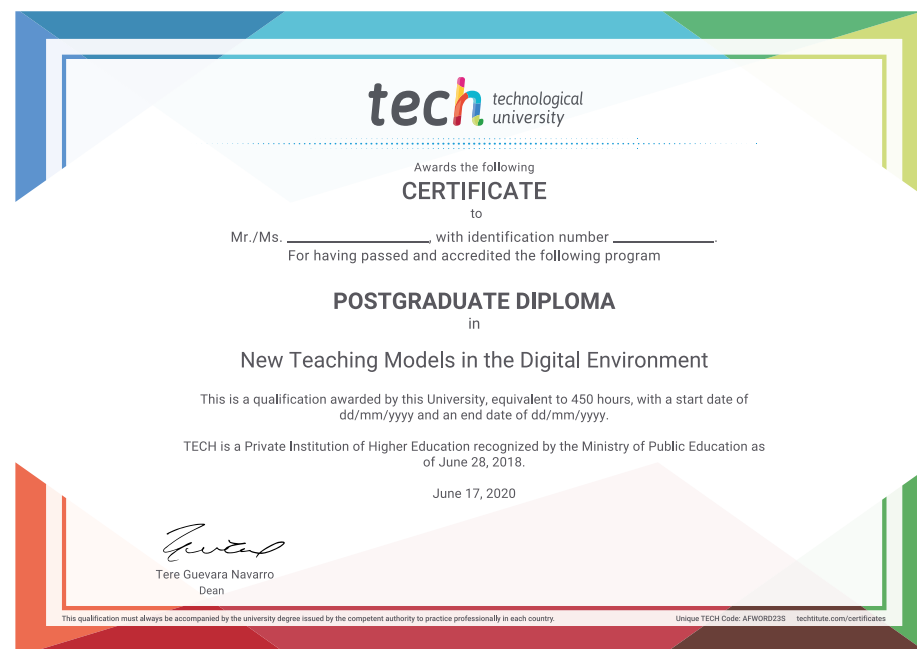 tech technological
university
Awards the following
CERTIFICATE
to
Mr./Ms. ________________, with identification number ____________.
For having passed and accredited the following program
POSTGRADUATE DIPLOMA
in
New Teaching Models in the Digital Environment
This is a qualification awarded by this University, equivalent to 450 hours, with a start date of
dd/mm/yyyy and an end date of dd/mm/yyyy.
TECH is a Private Institution of Higher Education recognized by the Ministry of Public Education as
of June 28, 2018.
June 17, 2020
Tere Guevara Navarro
Dean
This qualification must always be accompanied by the university degree issued by the competent authority to practice professionally in each country. Unique TECH Code: AFWORD23S techtitute.com/certificates